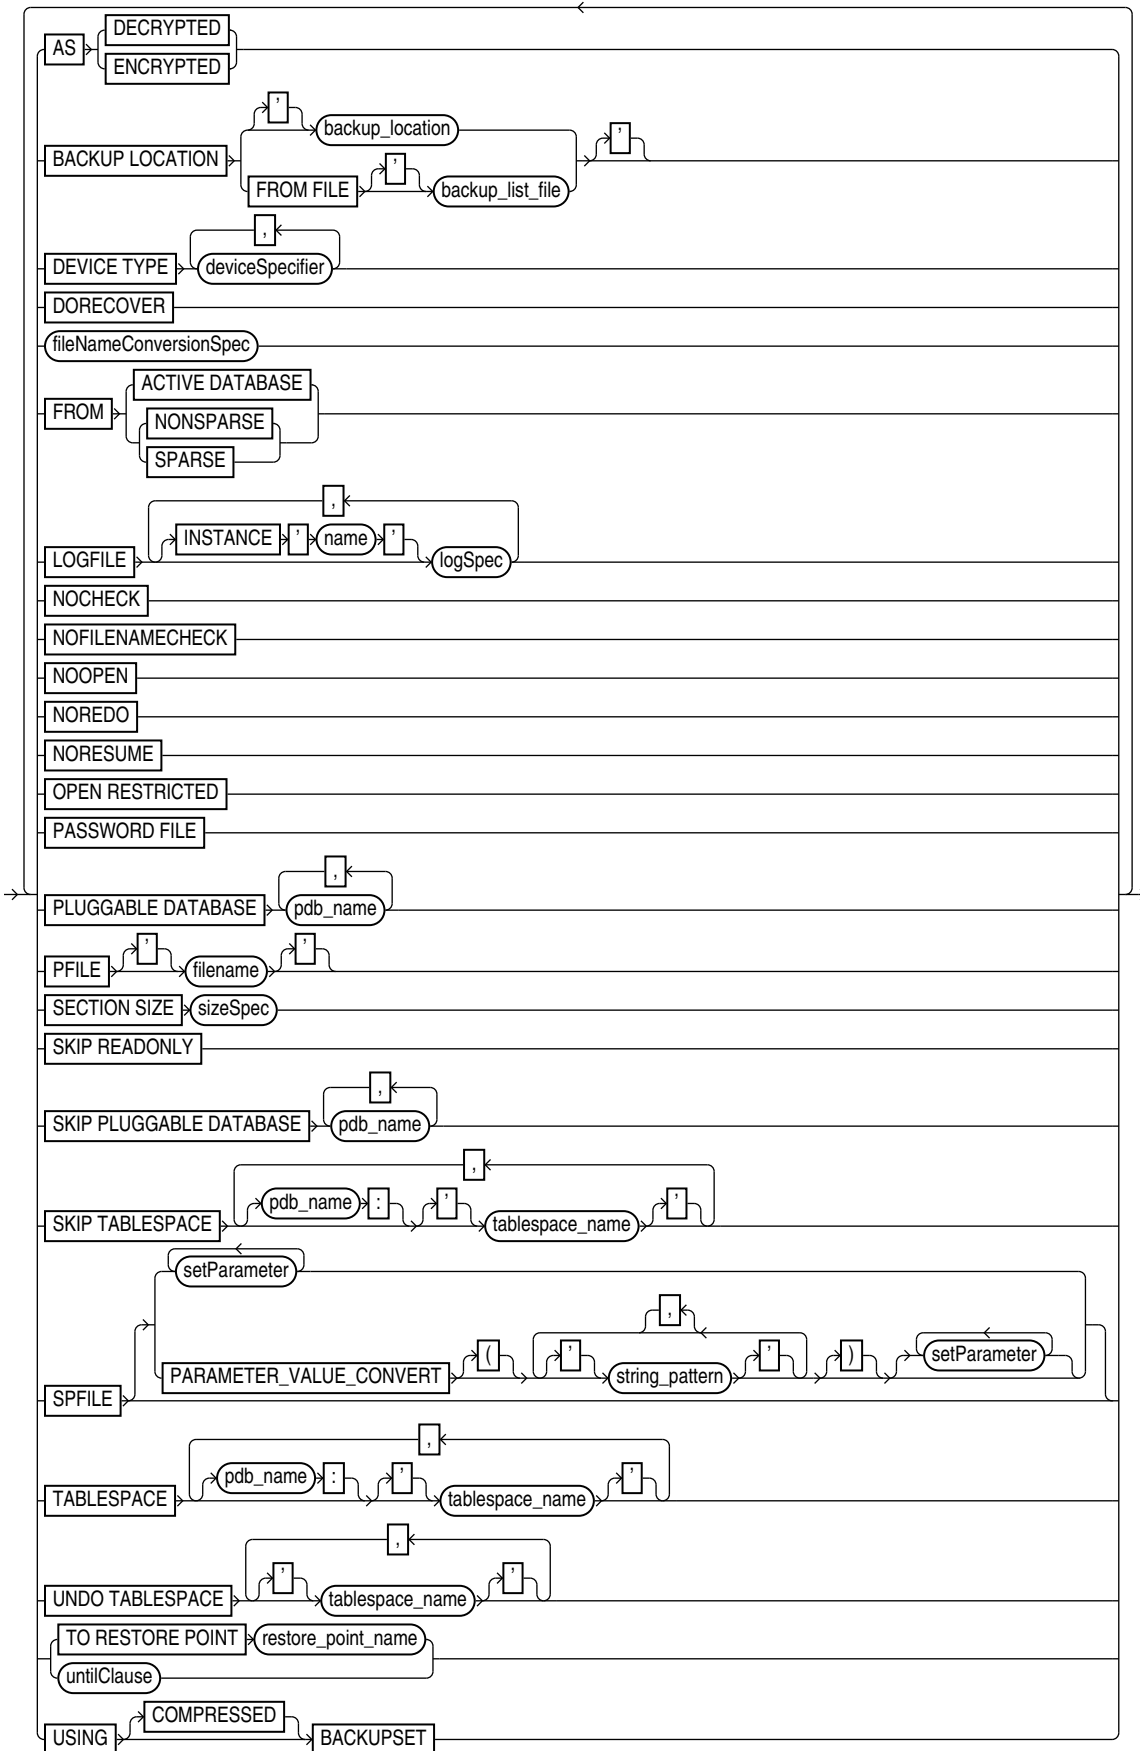 DECRYPTED
AS
ENCRYPTED
'
backup_location '
BACKUP LOCATION '
FROM FILE backup_list_file
,
DEVICE TYPE deviceSpecifier
DORECOVER
fileNameConversionSpec
ACTIVE DATABASE
FROM NONSPARSE
SPARSE
,
INSTANCE ' name '
LOGFILE logSpec
NOCHECK
NOFILENAMECHECK
NOOPEN
NOREDO
NORESUME
OPEN RESTRICTED
PASSWORD FILE
,
PLUGGABLE DATABASE pdb_name
' '
PFILE filename
SECTION SIZE sizeSpec
SKIP READONLY
,
SKIP PLUGGABLE DATABASE pdb_name
,
pdb_name : ' '
SKIP TABLESPACE tablespace_name
setParameter
,
( ' ' ) setParameter
PARAMETER_VALUE_CONVERT string_pattern
SPFILE
,
pdb_name : ' '
TABLESPACE tablespace_name
,
' '
UNDO TABLESPACE tablespace_name
TO RESTORE POINT restore_point_name
untilClause
COMPRESSED
USING BACKUPSET